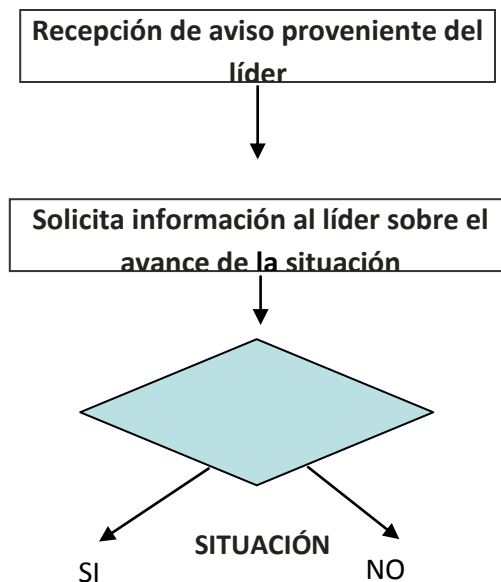 Recepción de aviso proveniente del
líder
Solicita información al líder sobre el
avance de la situación
SITUACIÓN
SI
NO